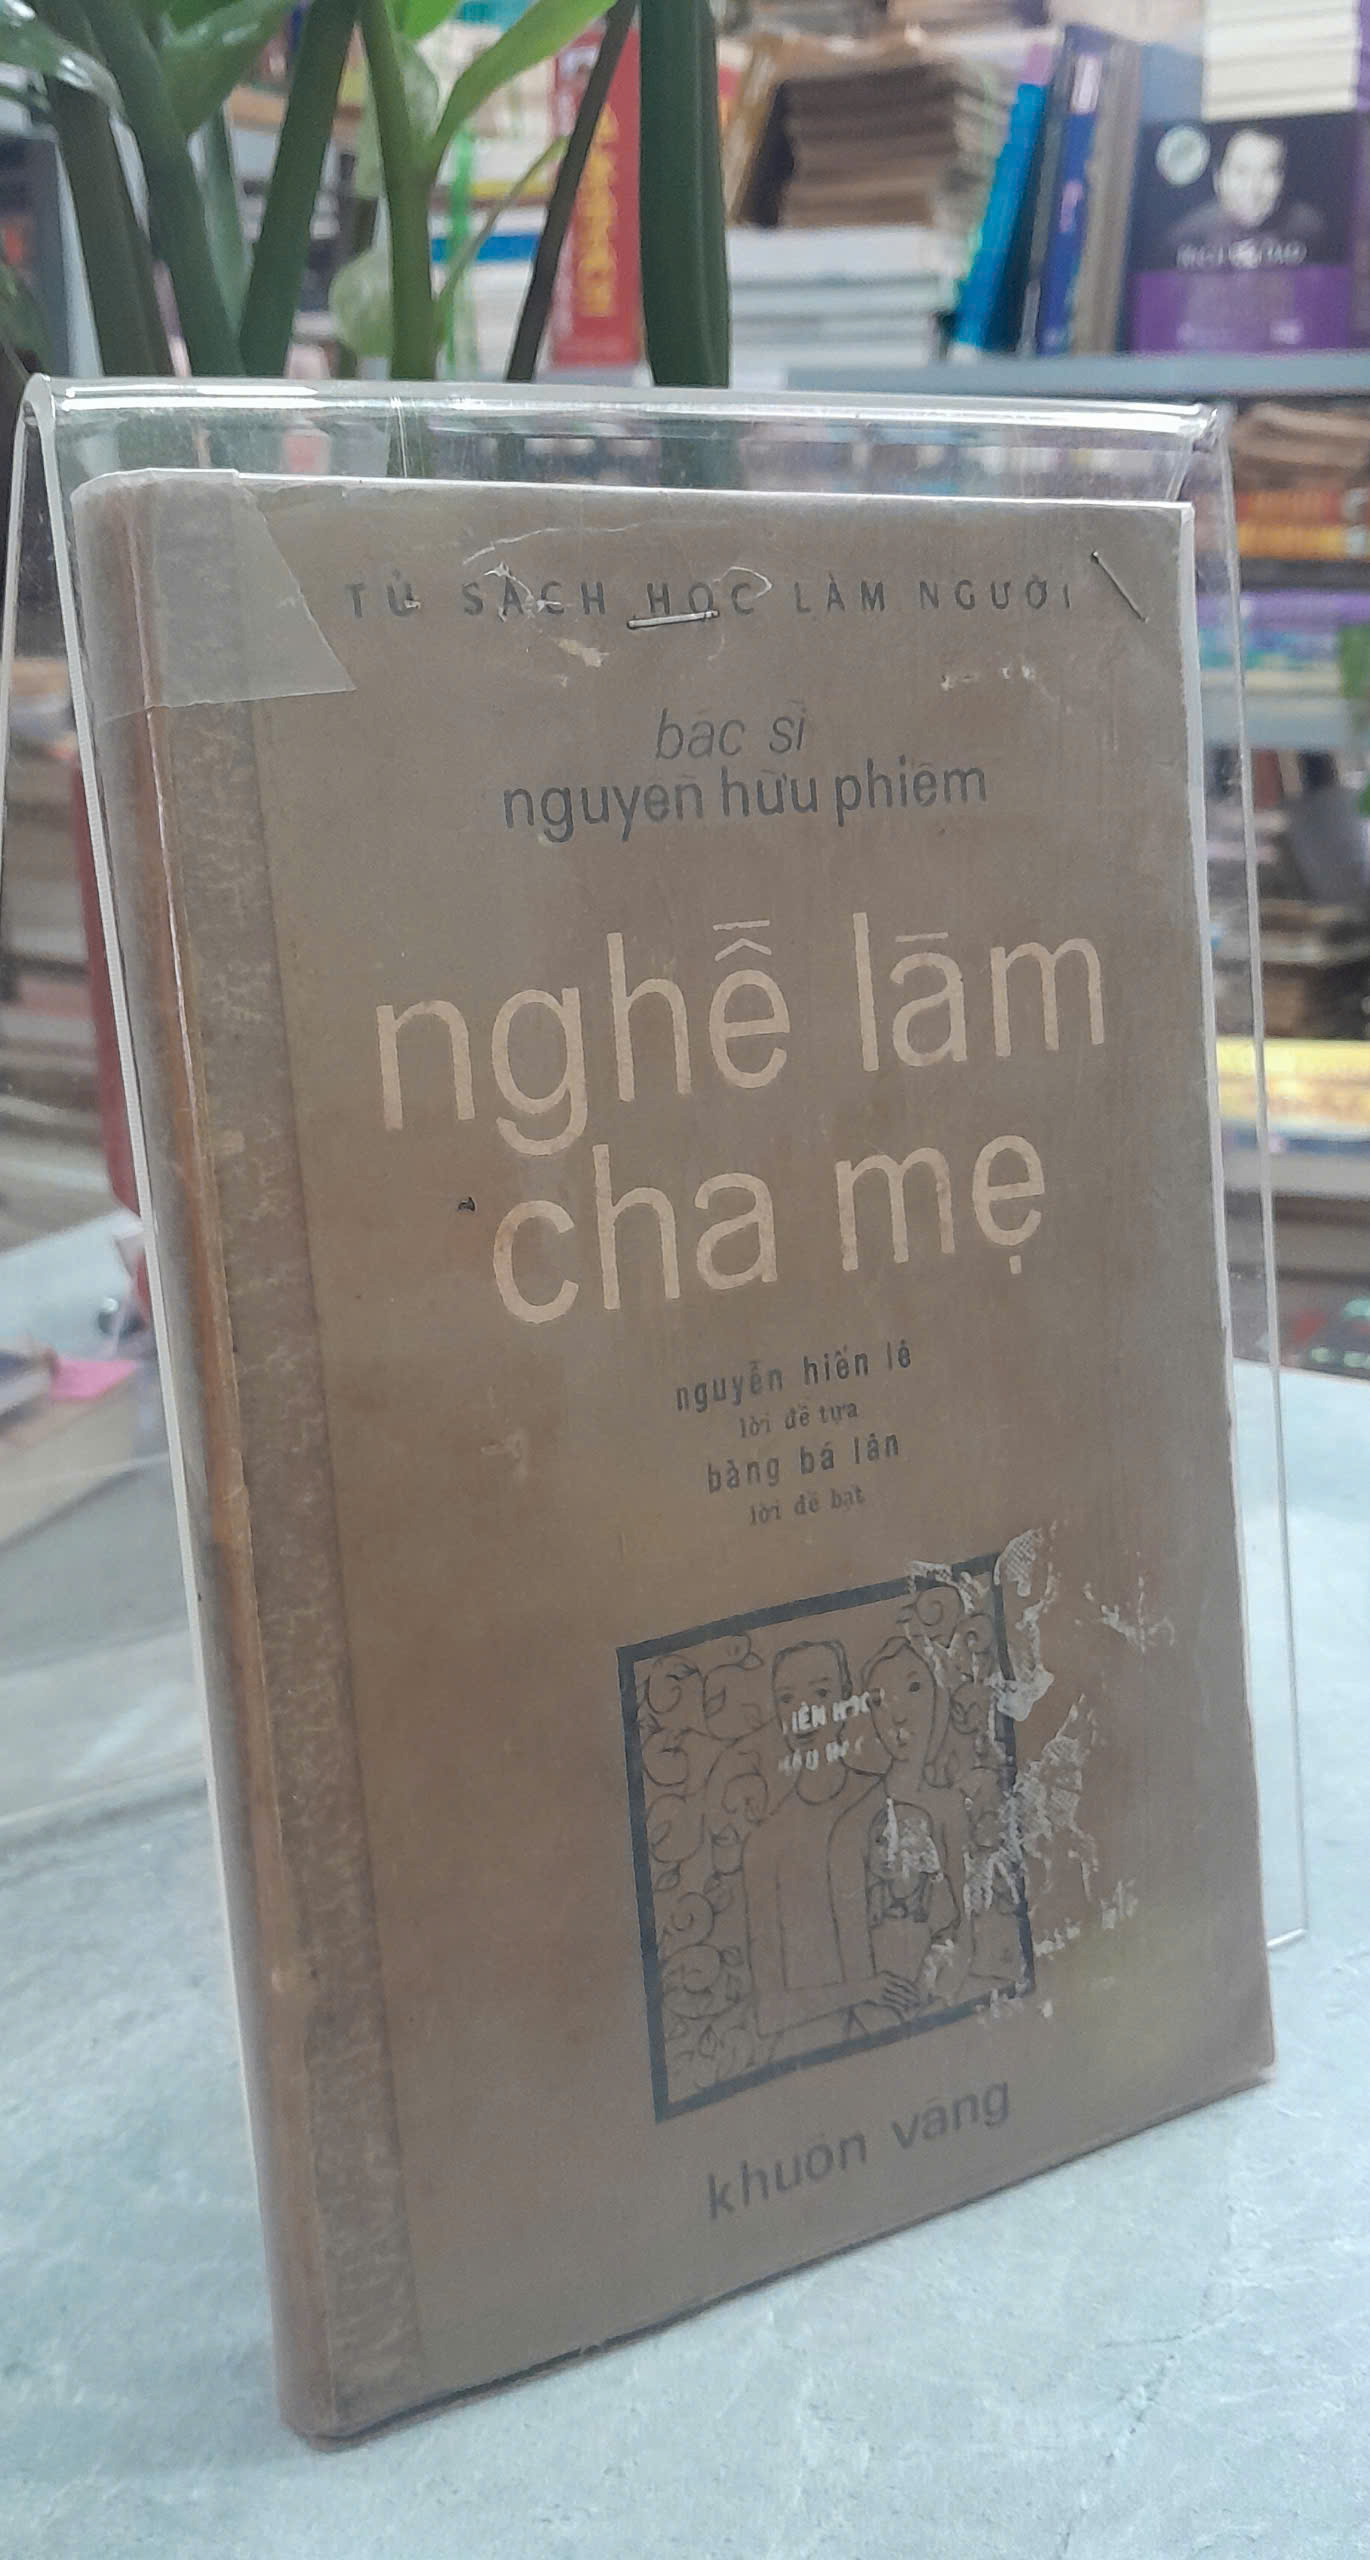 TỦ SÁCH HỌC LÀM NGƯỜI
bác sĩ
nguyễn hữu phiếm
nghề làm
cha mẹ
nguyễn hiến lê
lời đề tựa
bàng bá lân
lời đề bạt
khuôn vàng